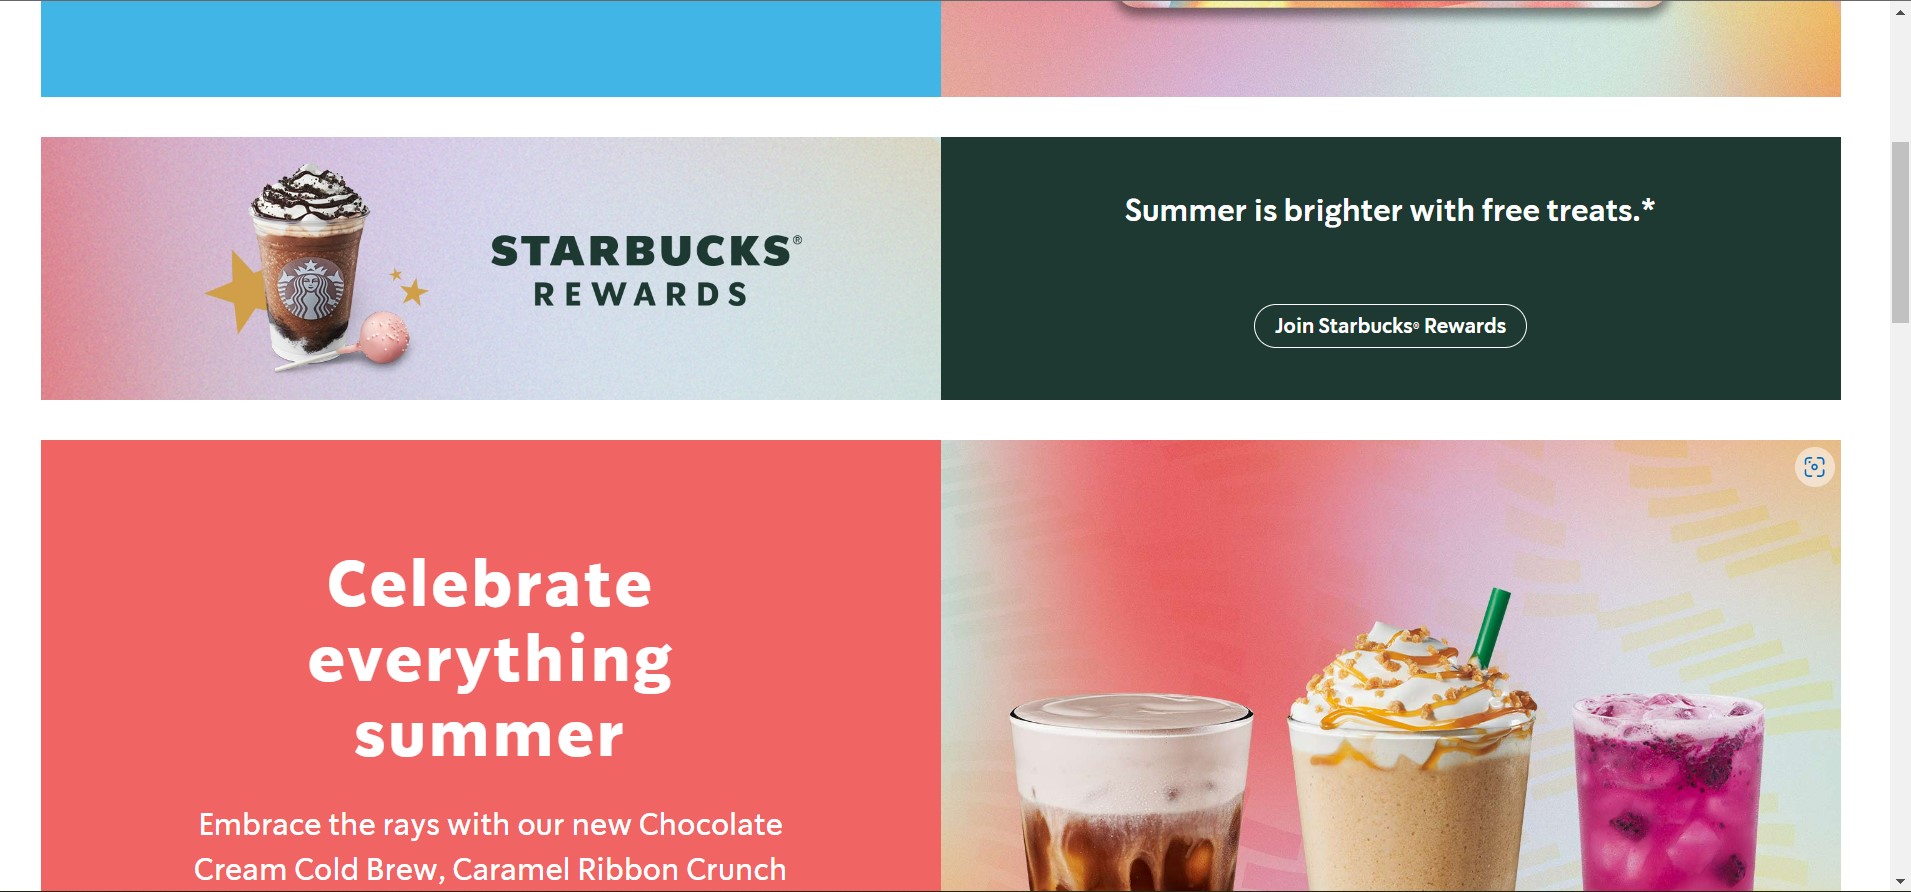 STARBUCKS®
REWARDS
Summer is brighter with free treats.*
Join Starbucks® Rewards
Celebrate
everything
summer
Embrace the rays with our new Chocolate
Cream Cold Brew, Caramel Ribbon Crunch